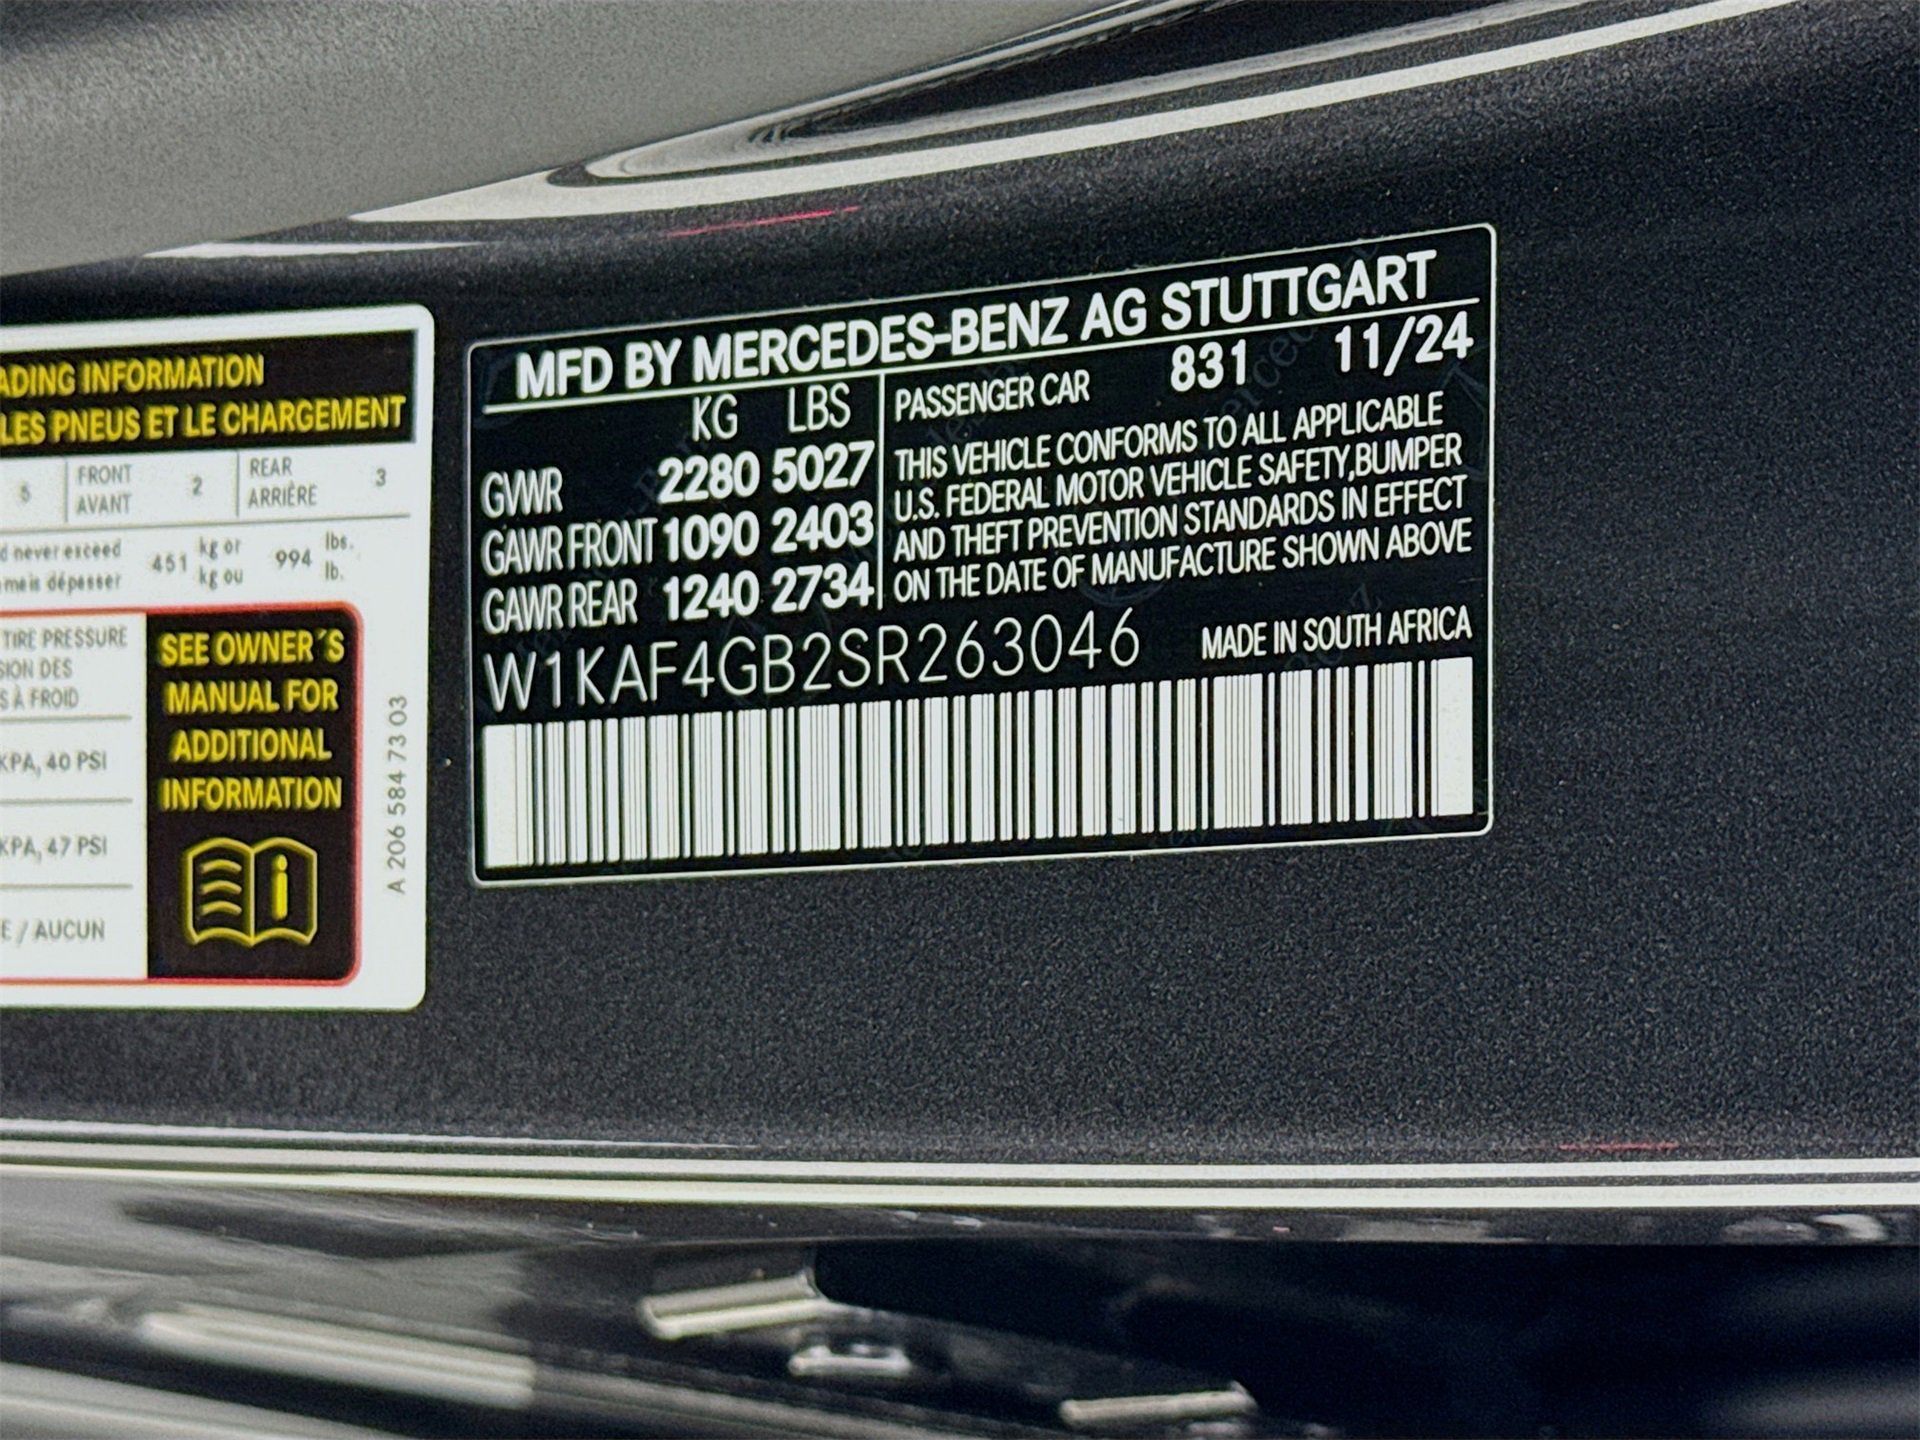 ADING INFORMATION
LES PNEUS ET LE CHARGEMENT
5 FRONT 2 REAR 3
AVANT ARRIÈRE
never exceed 451 kg or 994 lbs.
dépasser kg ou lb.
TIRE PRESSURE
SION DES
S À FROID
KPA, 40 PSI
KPA, 47 PSI
E / AUCUN
SEE OWNER´S
MANUAL FOR
ADDITIONAL
INFORMATION
i
A 206 584 73 03
MFD BY MERCEDES-BENZ AG STUTTGART
KG LBS
GVWR 2280 5027
GAWR FRONT 1090 2403
GAWR REAR 1240 2734
PASSENGER CAR 831 11/24
THIS VEHICLE CONFORMS TO ALL APPLICABLE
U.S. FEDERAL MOTOR VEHICLE SAFETY,BUMPER
AND THEFT PREVENTION STANDARDS IN EFFECT
ON THE DATE OF MANUFACTURE SHOWN ABOVE
W1KAF4GB2SR263046 MADE IN SOUTH AFRICA